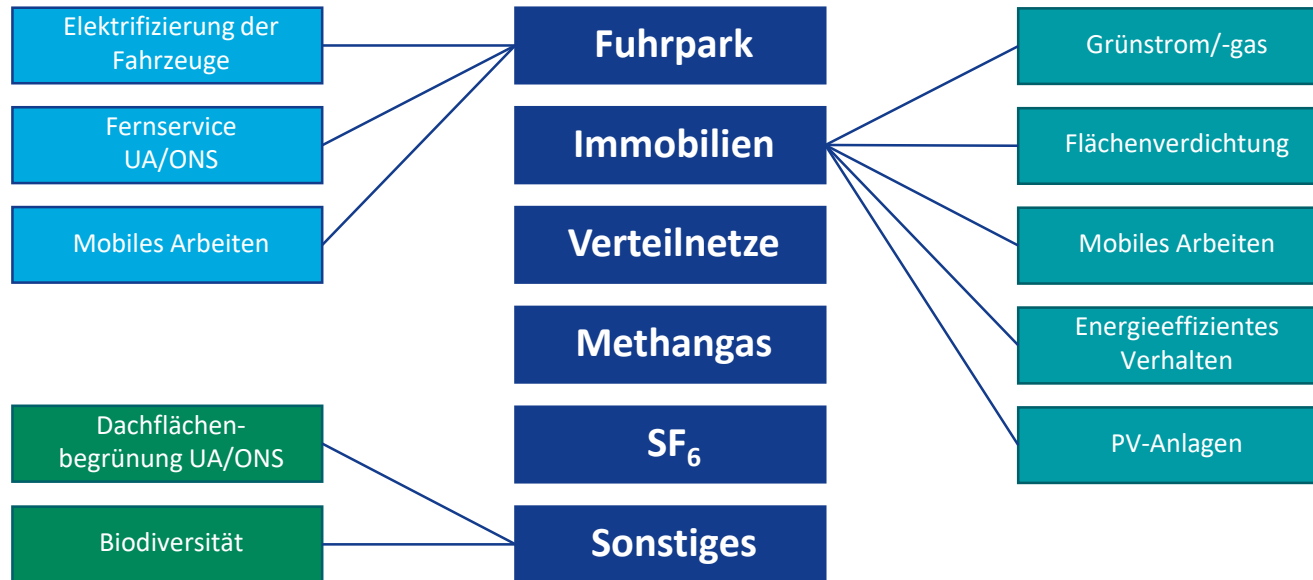 Elektrifizierung der
Fahrzeuge
Fernservice
UA/ONS
Mobiles Arbeiten
Dachflächen-
begrünung UA/ONS
Biodiversität
Fuhrpark
Immobilien
Verteilnetze
Methangas
SF₆
Sonstiges
Grünstrom/-gas
Flächenverdichtung
Mobiles Arbeiten
Energieeffizientes
Verhalten
PV-Anlagen